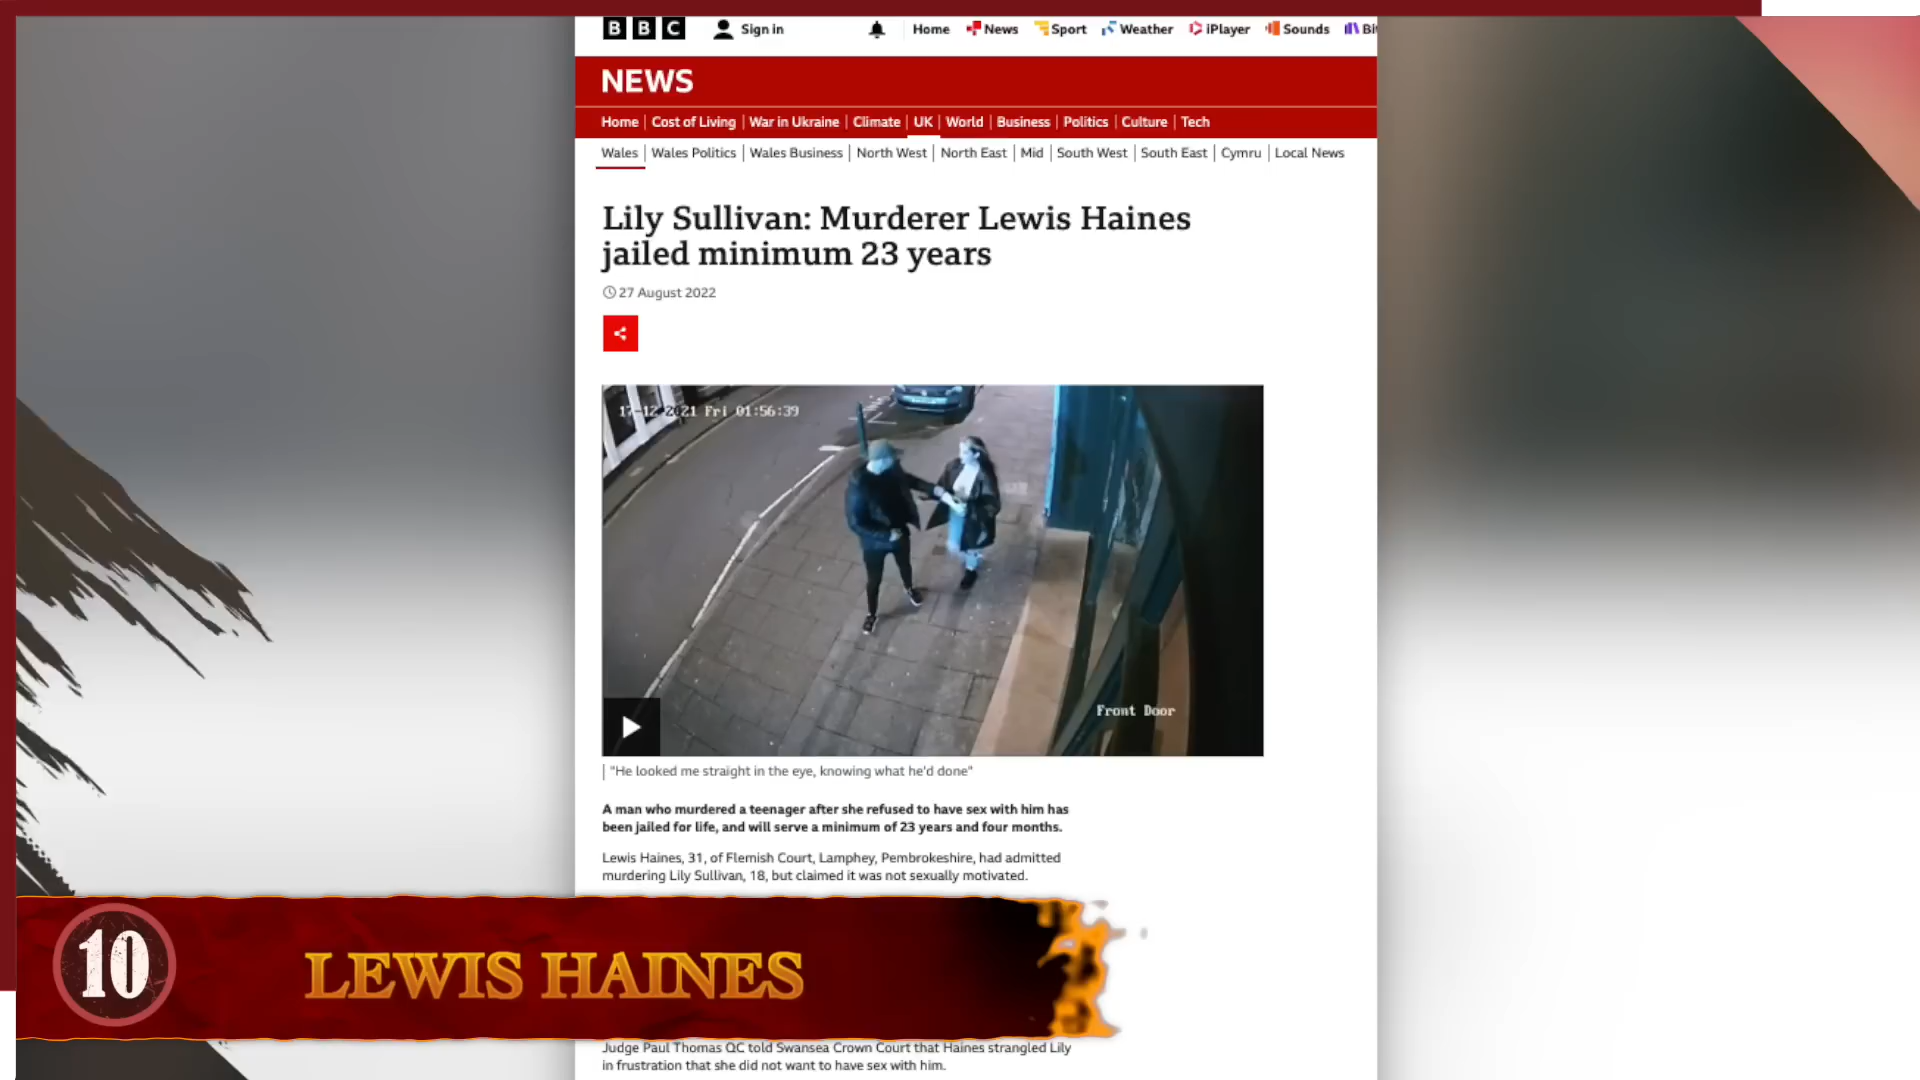 BBC Sign in Home News Sport Weather iPlayer Sounds
NEWS
Home Cost of Living War in Ukraine Climate UK World Business Politics Culture Tech
Wales Wales Politics Wales Business North West North East Mid South West South East Cymru Local News
Lily Sullivan: Murderer Lewis Haines
jailed minimum 23 years
27 August 2022
17-12-2021 Fri 01:56:39
Front Door
"He looked me straight in the eye, knowing what he'd done"
A man who murdered a teenager after she refused to have sex with him has
been jailed for life, and will serve a minimum of 23 years and four months.
Lewis Haines, 31, of Flemish Court, Lamphey, Pembrokeshire, had admitted
murdering Lily Sullivan, 18, but claimed it was not sexually motivated.
10 LEWIS HAINES
Judge Paul Thomas QC told Swansea Crown Court that Haines strangled Lily
in frustration that she did not want to have sex with him.